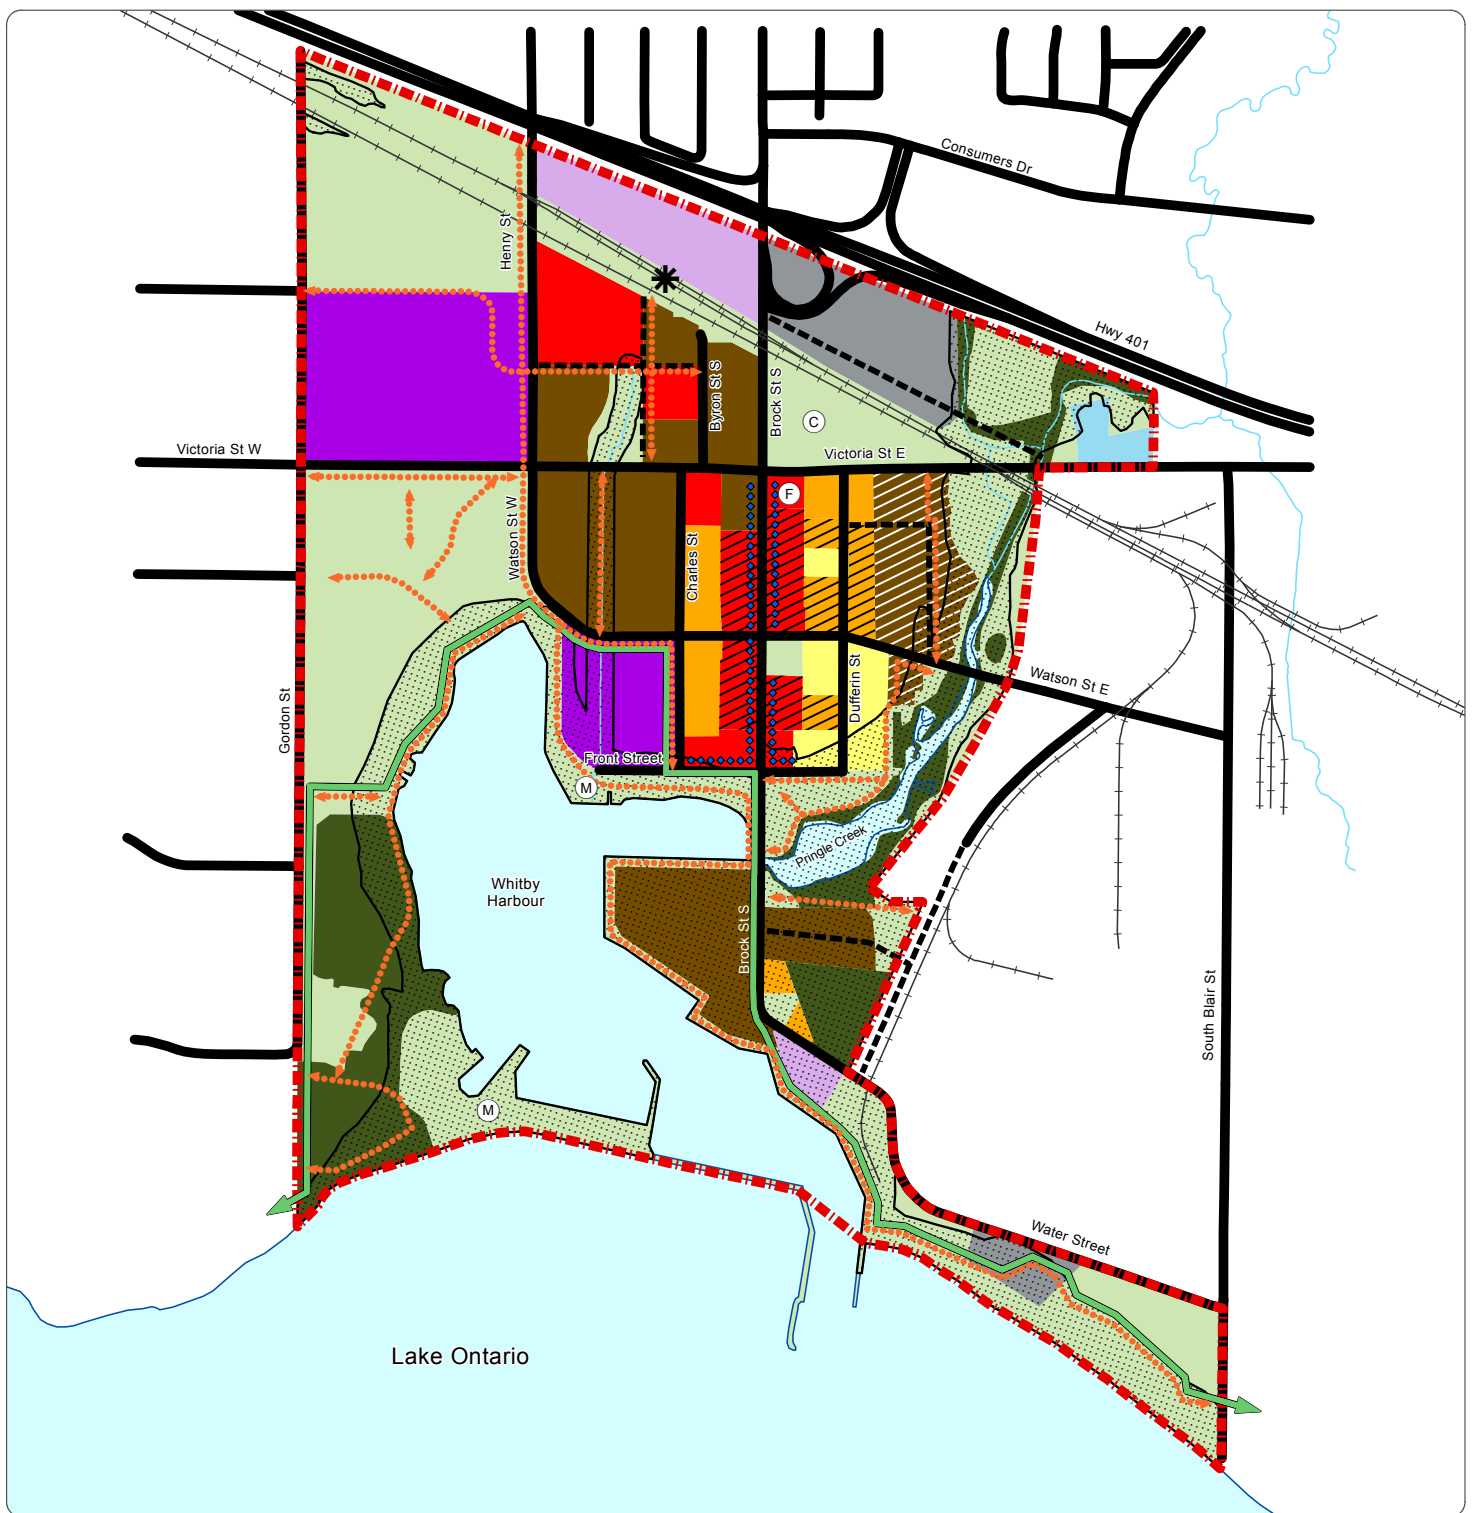 Consumers Dr
Henry St
Hwy 401
Byron St S
Brock St S
C
Victoria St W
Victoria St E
F
Watson St W
Charles St
Dufferin St
Watson St E
Gordon St
Front Street
M
Pringle Creek
Whitby
Harbour
Brock St S
South Blair St
M
Water Street
Lake Ontario